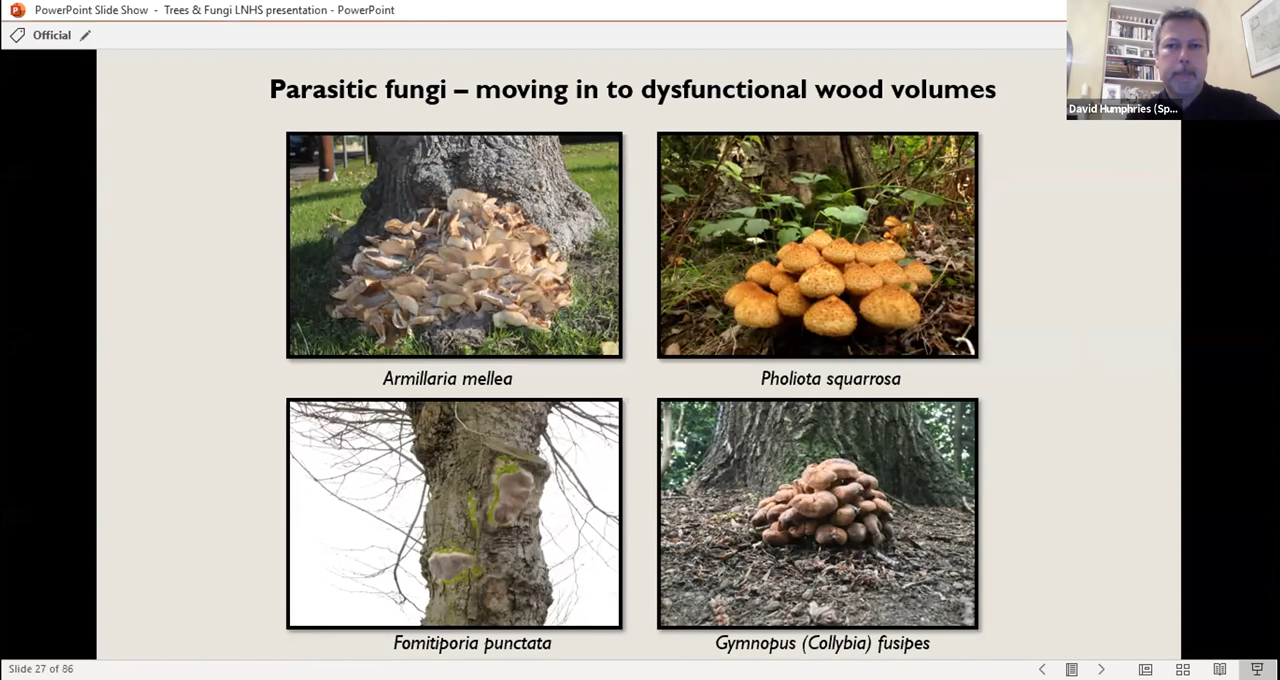 PowerPoint Slide Show - Trees & Fungi LNHS presentation - PowerPoint
Official
David Humphries (Sp...
Parasitic fungi – moving in to dysfunctional wood volumes
Armillaria mellea
Pholiota squarrosa
Fomitiporia punctata
Gymnopus (Collybia) fusipes
Slide 27 of 86